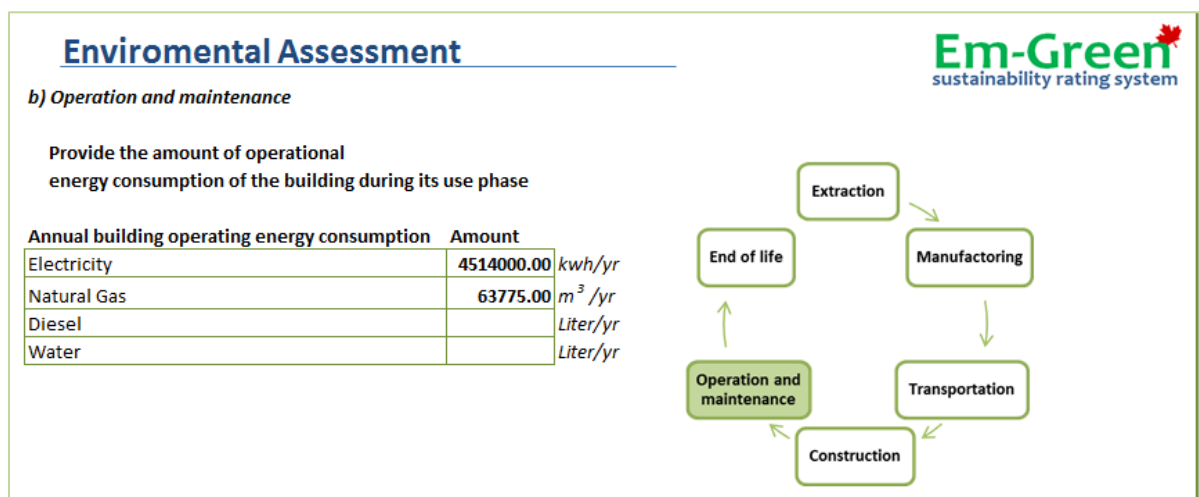 Enviromental Assessment
Em-Green
sustainability rating system
b) Operation and maintenance
Provide the amount of operational
energy consumption of the building during its use phase
Annual building operating energy consumption Amount
Electricity 4514000.00 kwh/yr
Natural Gas 63775.00 m³ /yr
Diesel Liter/yr
Water Liter/yr
Extraction
Manufactoring
Transportation
Construction
Operation and
maintenance
End of life